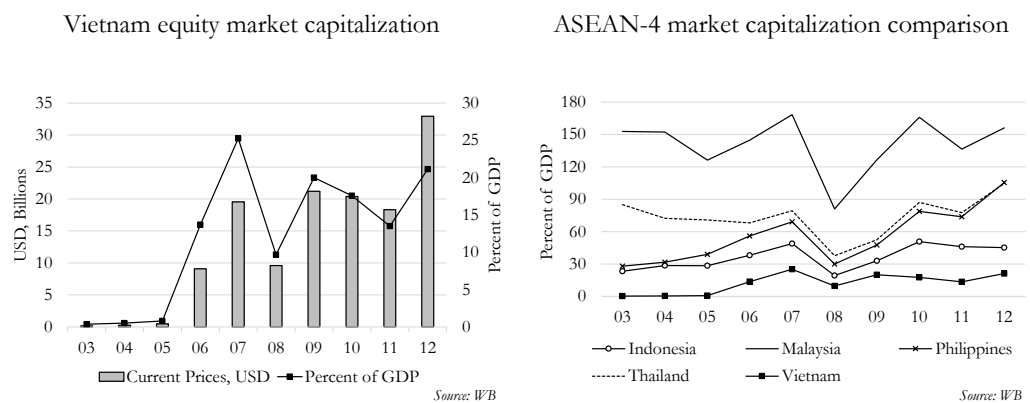 Vietnam equity market capitalization
35
30
25
20
15
10
5
0
USD, Billions
30
25
20
15
10
5
0
Percent of GDP
03 04 05 06 07 08 09 10 11 12
Current Prices, USD Percent of GDP
Source: WB
ASEAN-4 market capitalization comparison
180
150
120
90
60
30
0
Percent of GDP
03 04 05 06 07 08 09 10 11 12
Indonesia Malaysia Philippines
Thailand Vietnam
Source: WB